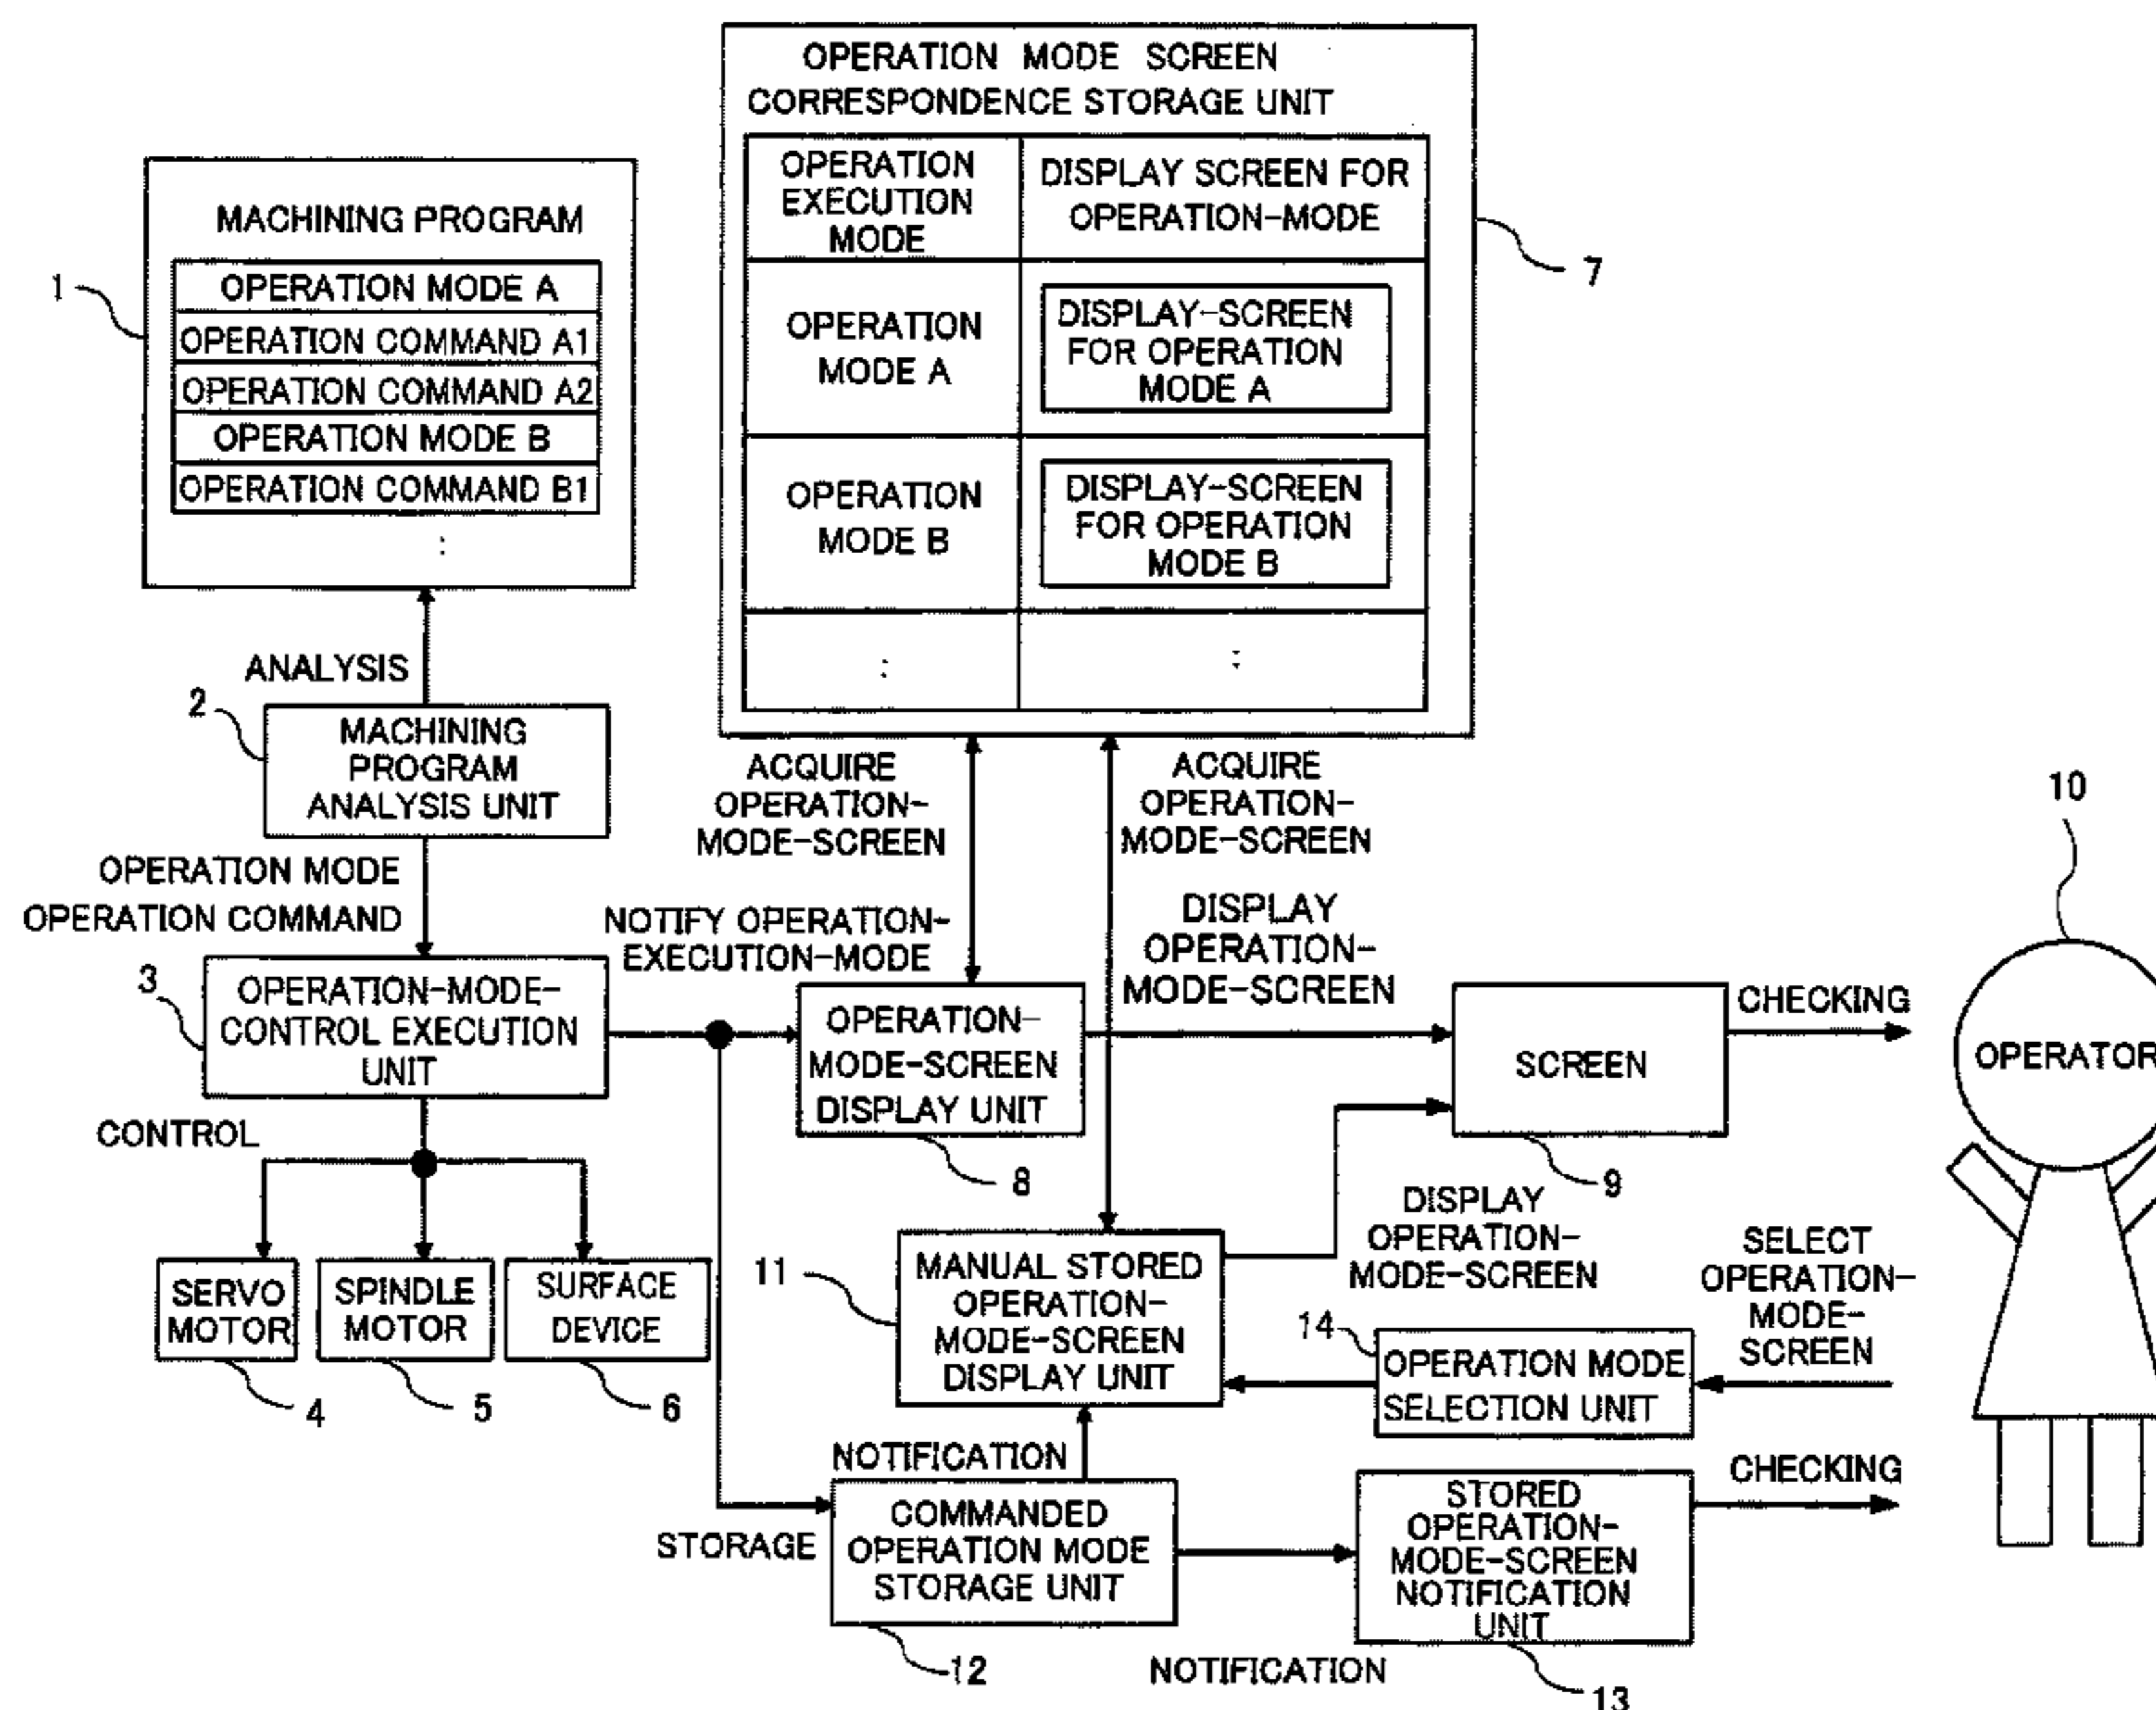 OPERATION MODE SCREEN
CORRESPONDENCE STORAGE UNIT
OPERATION
EXECUTION
MODE
DISPLAY SCREEN FOR
OPERATION-MODE
OPERATION
MODE A
DISPLAY-SCREEN
FOR OPERATION
MODE A
OPERATION
MODE B
DISPLAY-SCREEN
FOR OPERATION
MODE B
:
:
7
MACHINING PROGRAM
OPERATION MODE A
OPERATION COMMAND A1
OPERATION COMMAND A2
OPERATION MODE B
OPERATION COMMAND B1
:
1
ANALYSIS
2
MACHINING
PROGRAM
ANALYSIS UNIT
OPERATION MODE
OPERATION COMMAND
3
OPERATION-MODE-
CONTROL EXECUTION
UNIT
CONTROL
SERVO
MOTOR
4
SPINDLE
MOTOR
5
SURFACE
DEVICE
6
ACQUIRE
OPERATION-
MODE-SCREEN
ACQUIRE
OPERATION-
MODE-SCREEN
NOTIFY OPERATION-
EXECUTION-MODE
DISPLAY
OPERATION-
MODE-SCREEN
OPERATION-
MODE-SCREEN
DISPLAY UNIT
8
SCREEN
9
CHECKING
10
OPERATOR
DISPLAY
OPERATION-
MODE-SCREEN
11
MANUAL STORED
OPERATION-
MODE-SCREEN
DISPLAY UNIT
14
OPERATION MODE
SELECTION UNIT
SELECT
OPERATION-
MODE-
SCREEN
NOTIFICATION
STORAGE
COMMANDED
OPERATION MODE
STORAGE UNIT
12
NOTIFICATION
STORED
OPERATION-
MODE-SCREEN
NOTIFICATION
UNIT
13
CHECKING